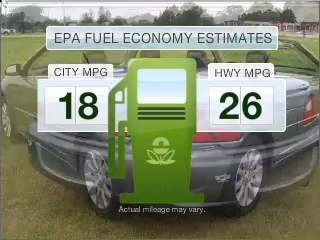 EPA FUEL ECONOMY ESTIMATES
CITY MPG
HWY MPG
18
26
Actual mileage may vary.